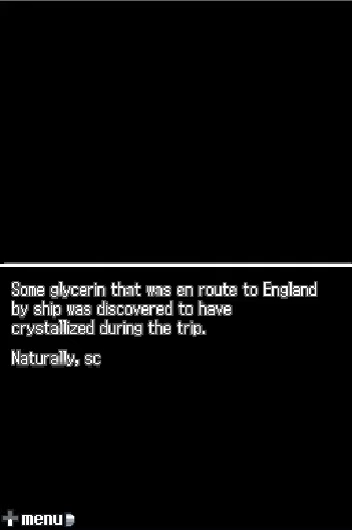 Some glycerin that was en route to England
by ship was discovered to have
crystallized during the trip.
Naturally, sc
menu